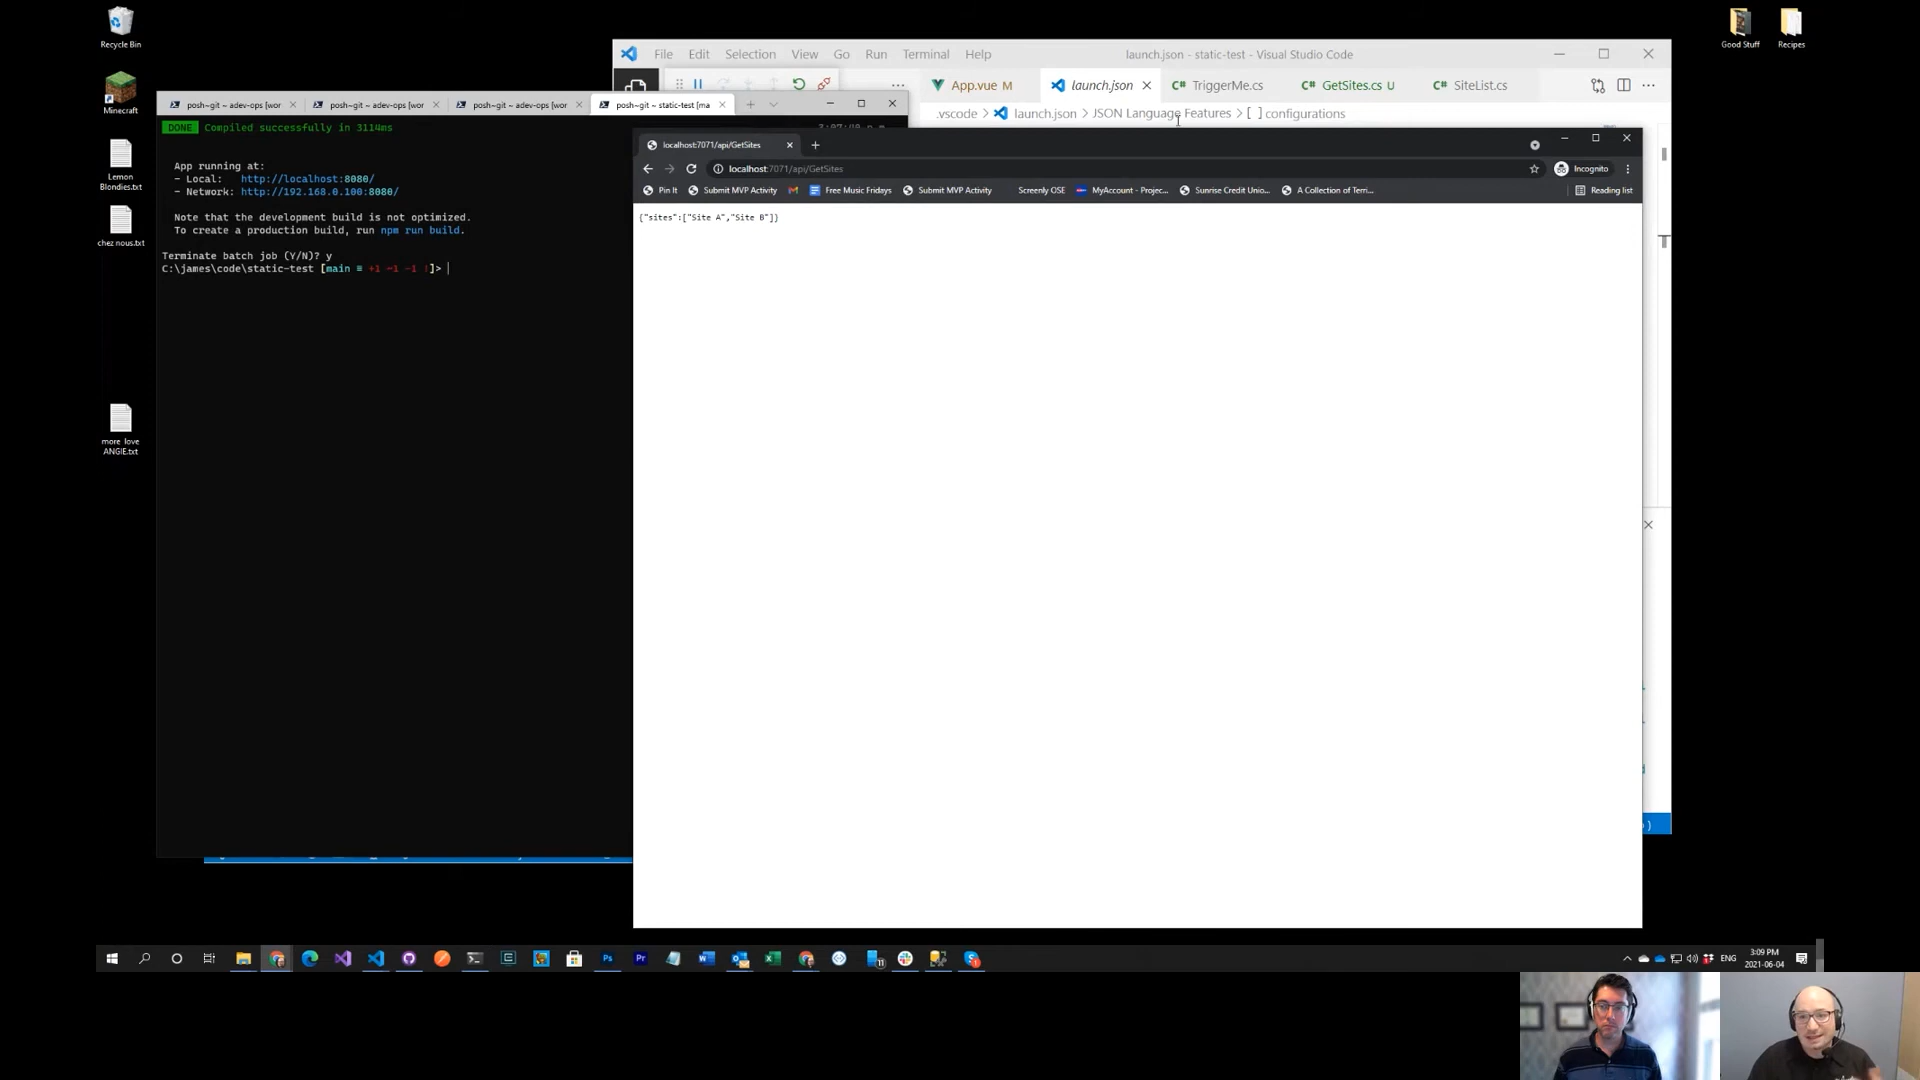 Recycle Bin
Minecraft
Lemon
Blondies.txt
chez nous.txt
more love
ANGIE.txt
Good Stuff
Recipes
File Edit Selection View Go Run Terminal Help
launch.json - static-test - Visual Studio Code
App.vue M
launch.json
TriggerMe.cs
GetSites.cs U
SiteList.cs
.vscode > launch.json > JSON Language Features > [ ] configurations
posh~git ~ adev-ops [wor
posh~git ~ adev-ops [wor
posh~git ~ adev-ops [wor
posh~git ~ static-test [ma
DONE Compiled successfully in 3114ms
App running at:
- Local: http://localhost:8080/
- Network: http://192.168.0.100:8080/
Note that the development build is not optimized.
To create a production build, run npm run build.
Terminate batch job (Y/N)? y
C:\james\code\static-test [main ≡ +1 ~1 -1 !]>
localhost:7071/api/GetSites
localhost:7071/api/GetSites
Incognito
Pin It
Submit MVP Activity
Free Music Fridays
Submit MVP Activity
Screenly OSE
MyAccount - Projec...
Sunrise Credit Unio...
A Collection of Terri...
Reading list
{"sites":["Site A","Site B"]}
ENG
3:09 PM
2021-06-04